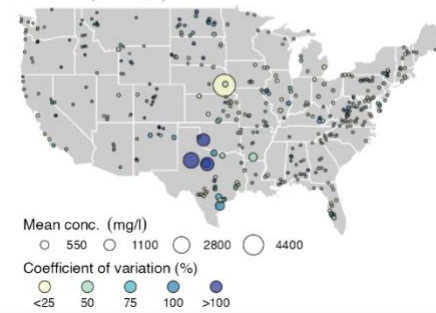 Mean conc. (mg/l)
550 1100 2800 4400
Coefficient of variation (%)
<25 50 75 100 >100